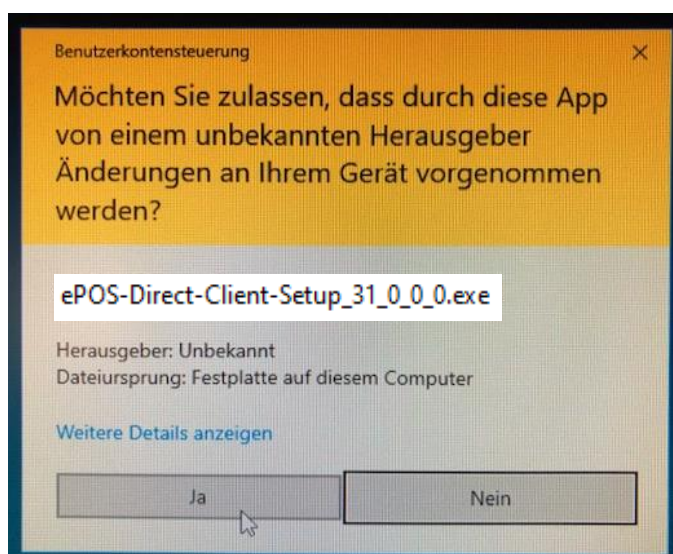 Benutzerkontensteuerung
Möchten Sie zulassen, dass durch diese App
von einem unbekannten Herausgeber
Änderungen an Ihrem Gerät vorgenommen
werden?
ePOS-Direct-Client-Setup_31_0_0_0.exe
Herausgeber: Unbekannt
Dateiursprung: Festplatte auf diesem Computer
Weitere Details anzeigen
Ja
Nein